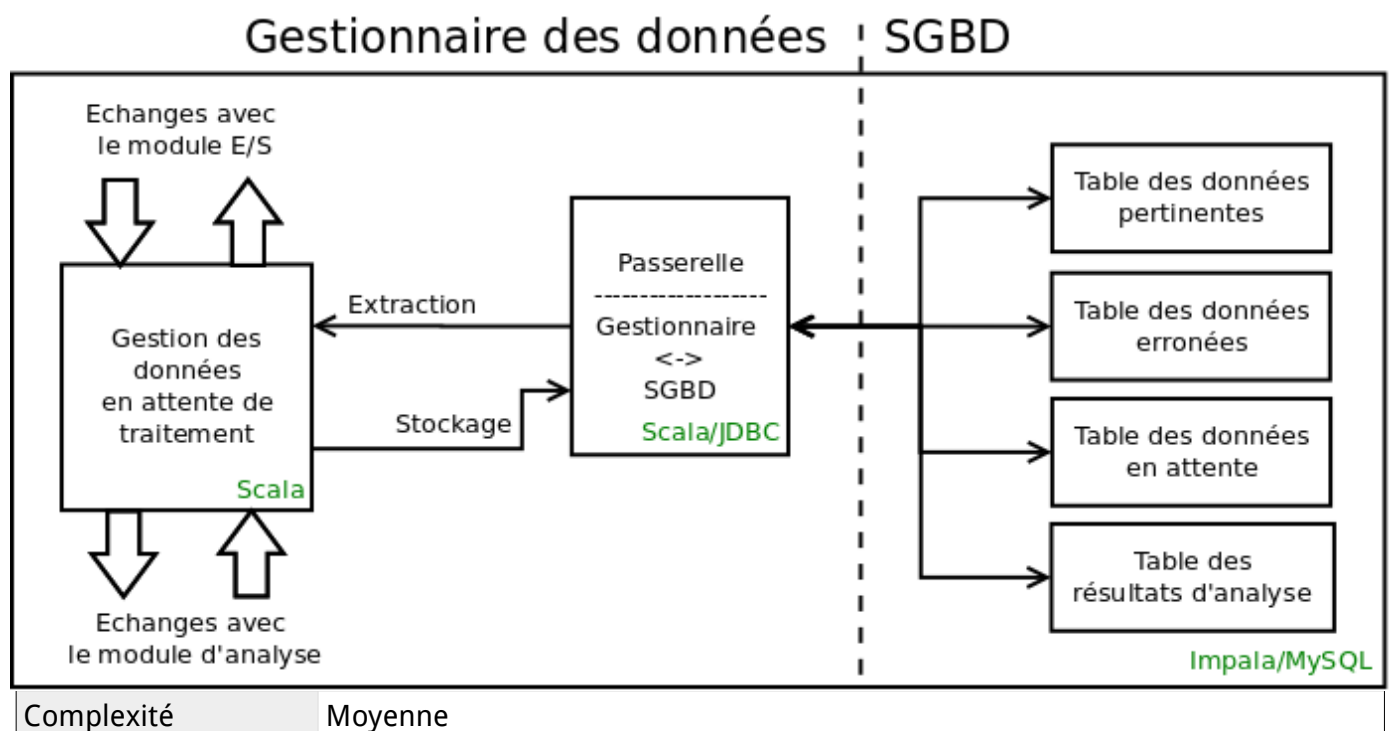 Gestionnaire des données
SGBD
Echanges avec
le module E/S
Gestion des
données
en attente de
traitement
Scala
Echanges avec
le module d'analyse
Extraction
Stockage
Passerelle
--------------------
Gestionnaire
<->
SGBD
Scala/JDBC
Table des données
pertinentes
Table des données
erronées
Table des données
en attente
Table des
résultats d'analyse
Impala/MySQL
Complexité
Moyenne